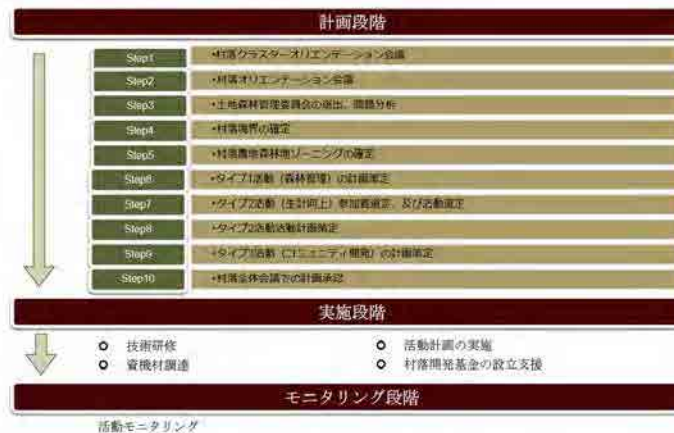 計画段階
Step1 •村落クラスターオリエンテーション会議
Step2 •村落オリエンテーション会議
Step3 •土地森林管理委員会の選出、問題分析
Step4 •村落境界の確定
Step5 •村落農地森林地ゾーニングの確定
Step6 •タイプ1活動（森林管理）の計画策定
Step7 •タイプ2活動（生計向上）参加者選定、及び活動選定
Step8 •タイプ2活動活動計画策定
Step9 •タイプ3活動（コミュニティ開発）の計画策定
Step10 •村落全体会議での計画承認
実施段階
技術研修 活動計画の実施
資機材調達 村落開発基金の設立支援
モニタリング段階
活動モニタリング